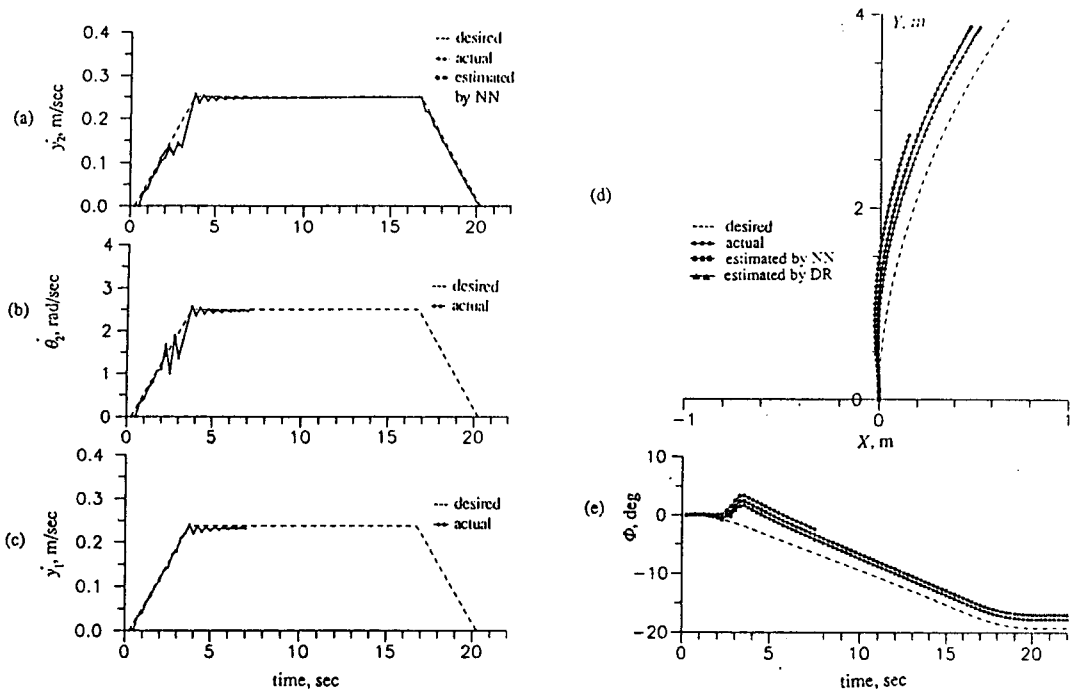 (a)
ẏ₂, m/sec
0.4
0.3
0.2
0.1
0.0
0 5 10 15 20
desired
actual
estimated
by NN
(b)
θ̇₂, rad/sec
4
3
2
1
0
0 5 10 15 20
desired
actual
(c)
ẏ₁, m/sec
0.4
0.3
0.2
0.1
0.0
0 5 10 15 20
time, sec
desired
actual
(d)
Y, m
4
2
0
-1 0 1
X, m
desired
actual
estimated by NN
estimated by DR
(e)
Φ, deg
10
0
-10
-20
0 5 10 15 20
time, sec